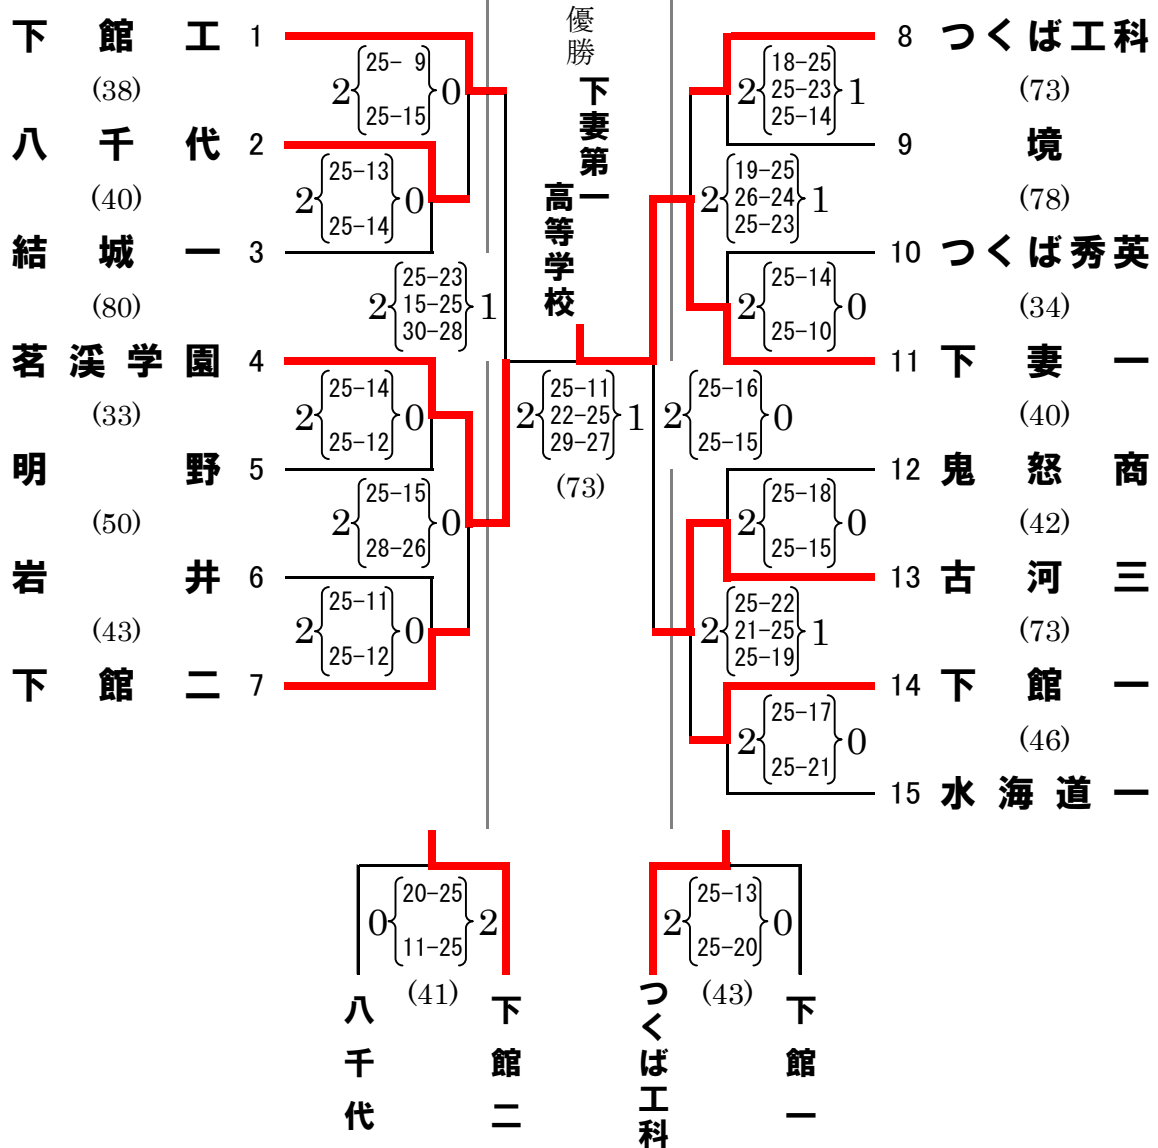 優勝
下妻第一
高等学校
下館工 1
(38)
2 25- 9 0
25-15
八千代 2
(40)
2 25-13 0
25-14
結城一 3
(80)
2 25-23 1
15-25
30-28
茗渓学園 4
(33)
2 25-14 0
25-12
明野 5
(50)
2 25-15 0
28-26
岩井 6
(43)
2 25-11 0
25-12
下館二 7
2 25-11 1
22-25
29-27
(73)
8 つくば工科
(73)
2 18-25 1
25-23
25-14
9 境
(78)
2 19-25 1
26-24
25-23
10 つくば秀英
(34)
2 25-14 0
25-10
11 下妻一
(40)
2 25-16 0
25-15
12 鬼怒商
(42)
2 25-18 0
25-15
13 古河三
(73)
2 25-22 1
21-25
25-19
14 下館一
(46)
2 25-17 0
25-21
15 水海道一
0 20-25 2
11-25
(41)
八千代
下館二
2 25-13 0
25-20
(43)
つくば工科
下館一